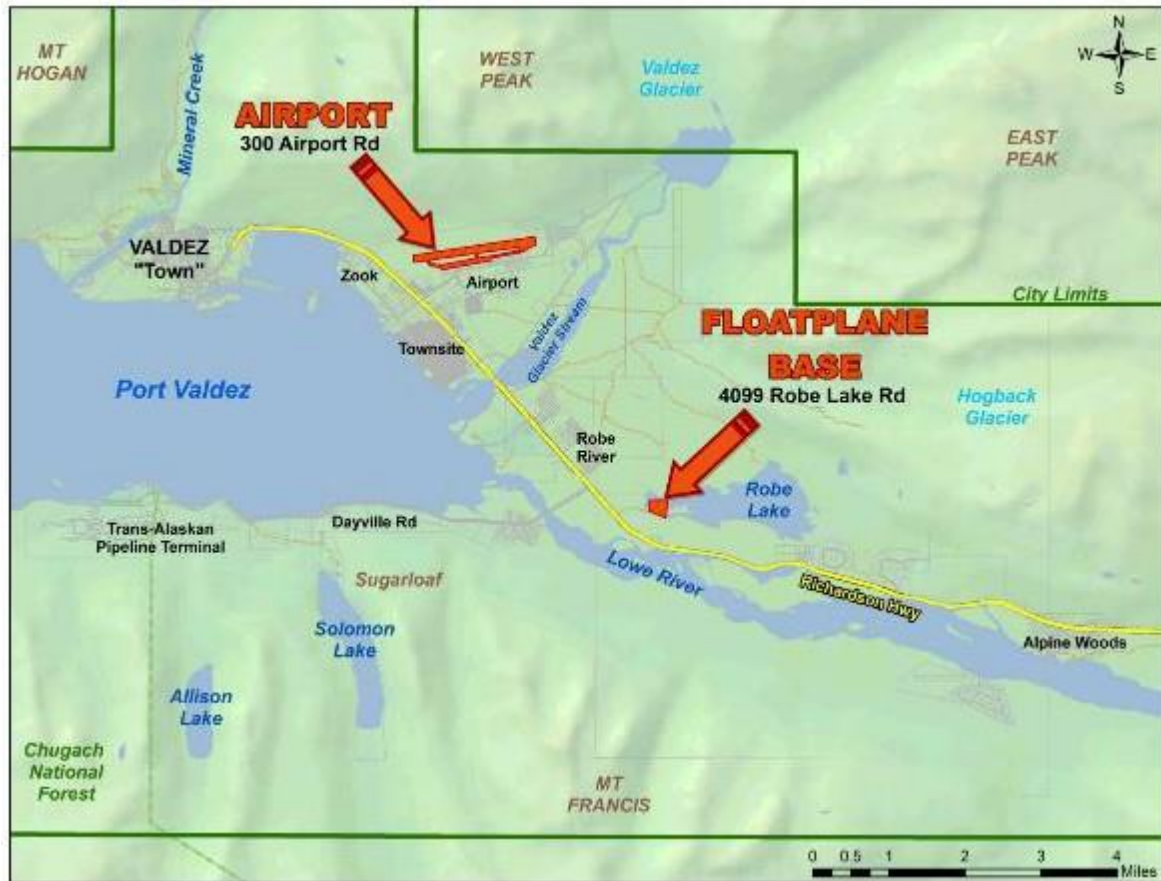 MT
HOGAN
Mineral Creek
WEST
PEAK
Valdez
Glacier
N
W
E
S
AIRPORT
300 Airport Rd
EAST
PEAK
VALDEZ
"Town"
Zook
Airport
City Limits
Townsite
Valdez
Glacier Stream
FLOATPLANE
BASE
4099 Robe Lake Rd
Port Valdez
Hogback
Glacier
Robe
River
Robe
Lake
Trans-Alaskan
Pipeline Terminal
Dayville Rd
Lowe River
Richardson Hwy
Sugarloaf
Solomon
Lake
Alpine Woods
Allison
Lake
Chugach
National
Forest
MT
FRANCIS
0 0.5 1 2 3 4
Miles